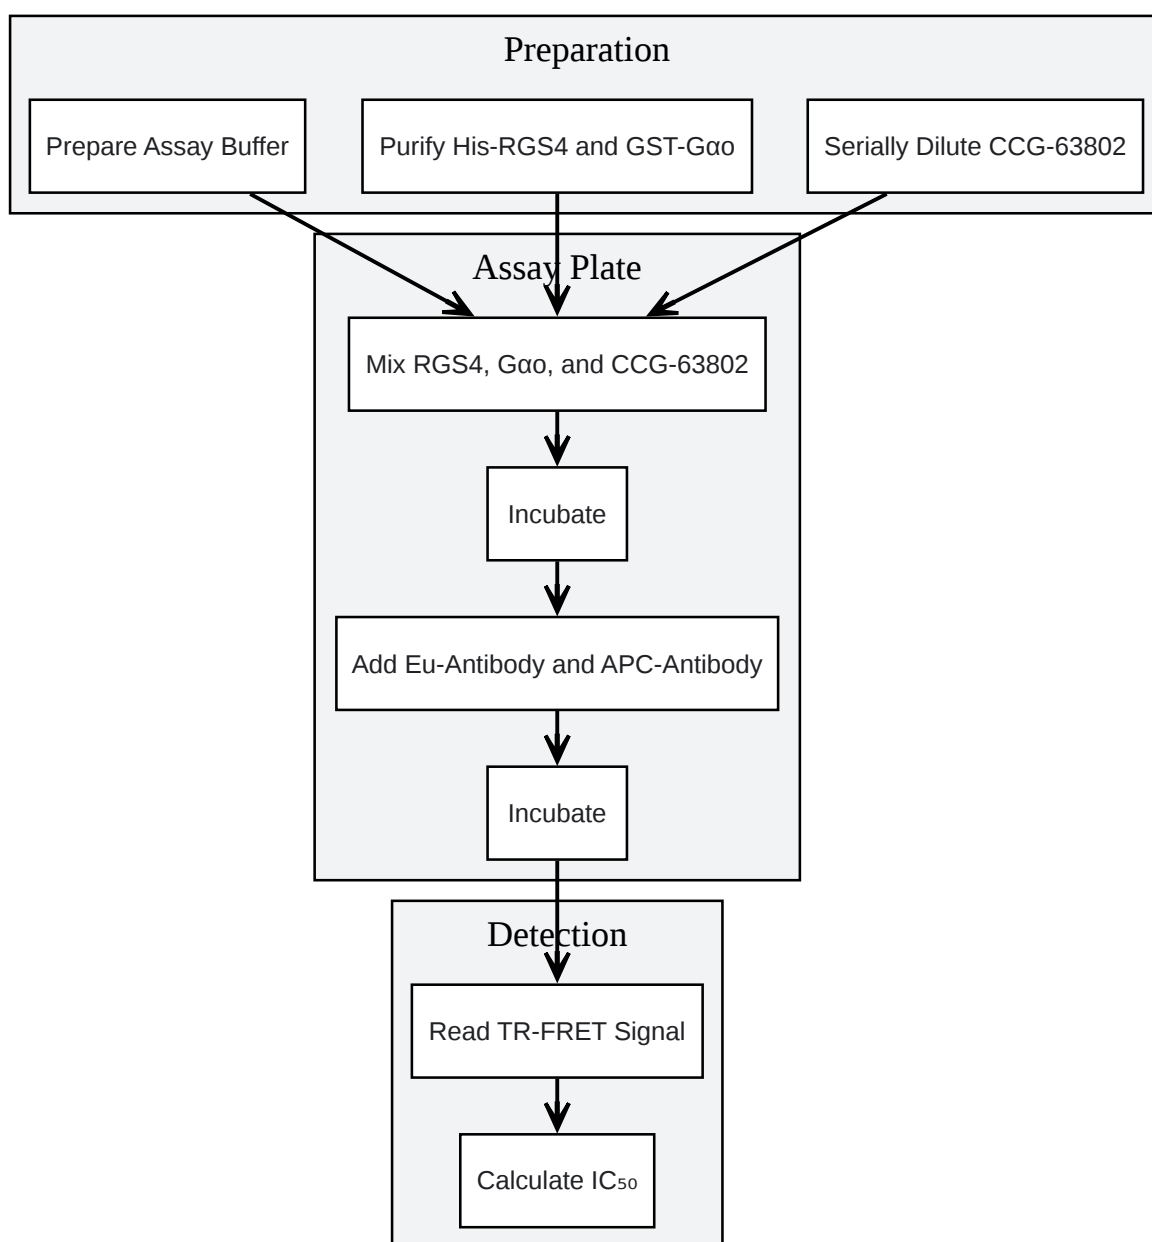 Preparation
Prepare Assay Buffer
Purify His-RGS4 and GST-Gαo
Serially Dilute CCG-63802
Assay Plate
Mix RGS4, Gαo, and CCG-63802
Incubate
Add Eu-Antibody and APC-Antibody
Incubate
Detection
Read TR-FRET Signal
Calculate IC₅₀